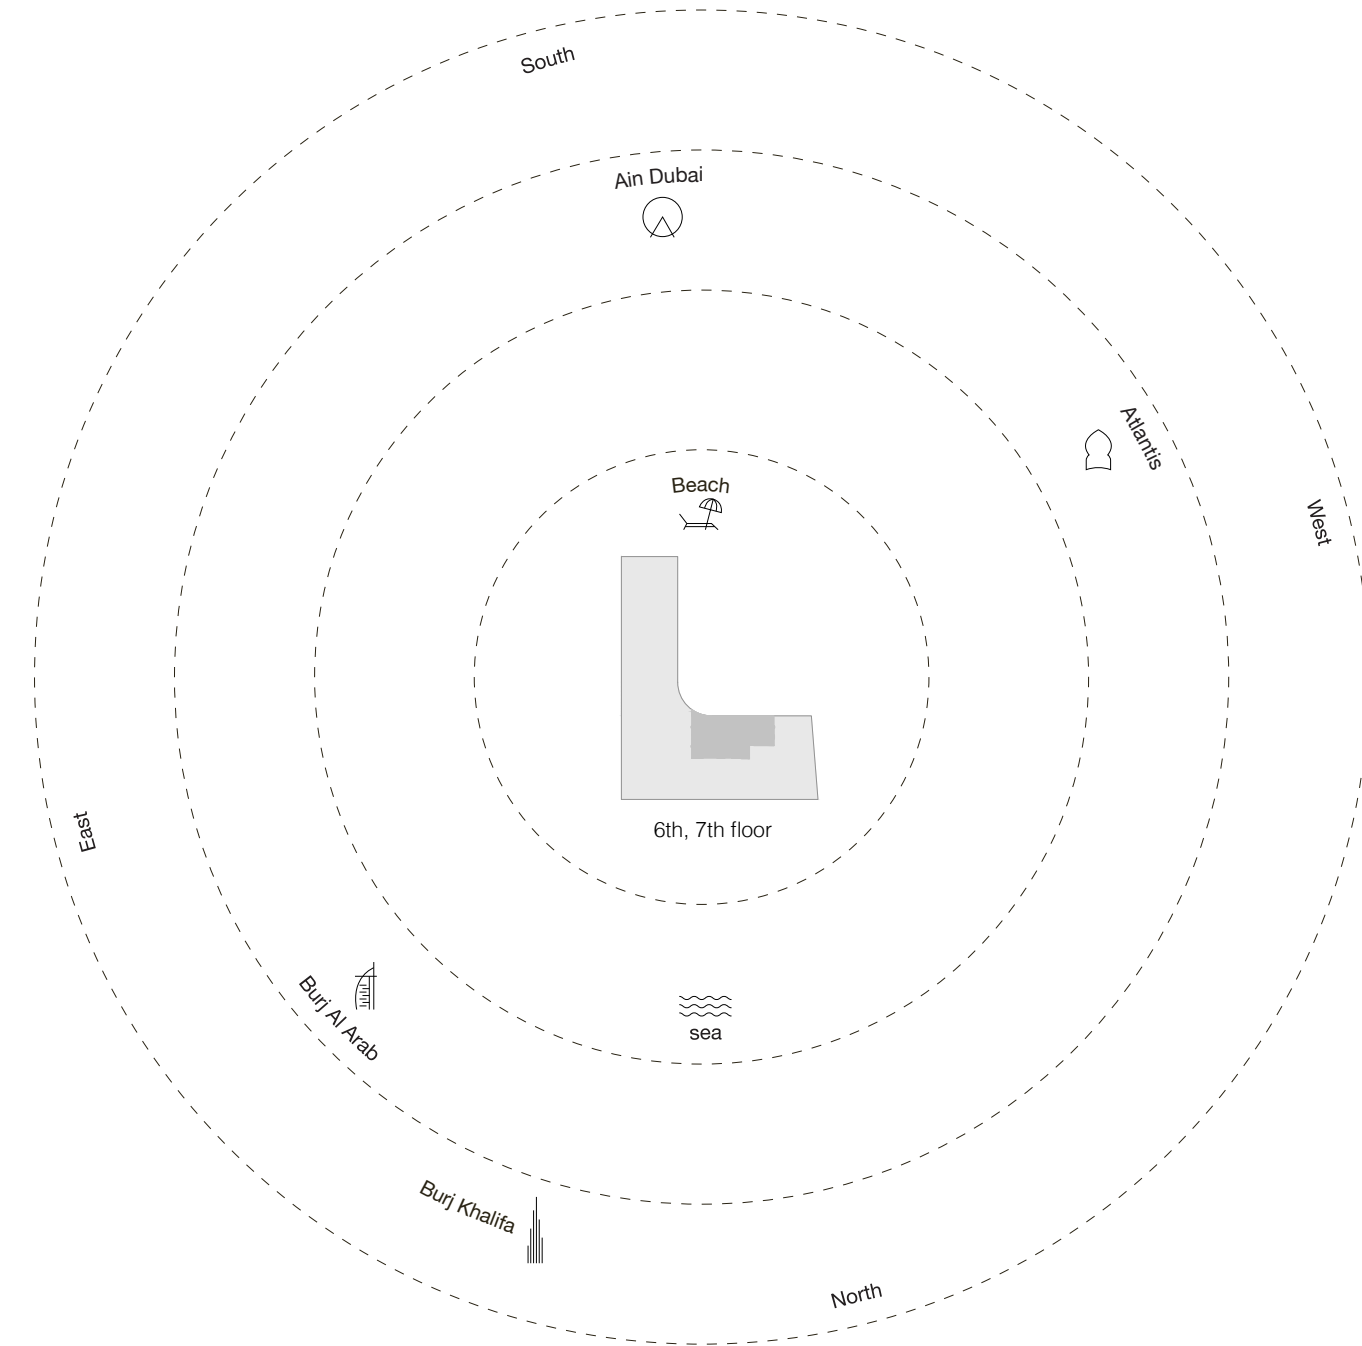 South
Ain Dubai
Atlantis
Beach
West
6th, 7th floor
East
Burj Al Arab
sea
Burj Khalifa
North